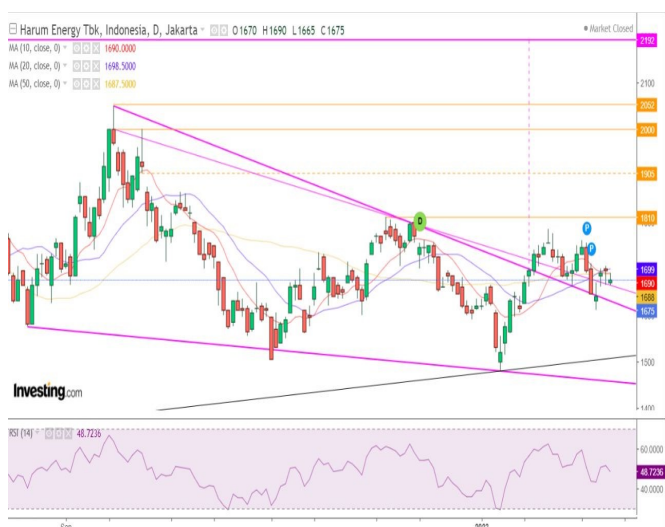 Harum Energy Tbk, Indonesia, D, Jakarta O1670 H1690 L1665 C1675
Market Closed
MA (10, close, 0) 1690.0000
MA (20, close, 0) 1698.5000
MA (50, close, 0) 1687.5000
2192
2100
2052
2000
1905
1810
D
P
P
1699
1690
1688
1675
1500
1400
Investing.com
RSI (14) 48.7236
60.0000
48.7236
40.0000